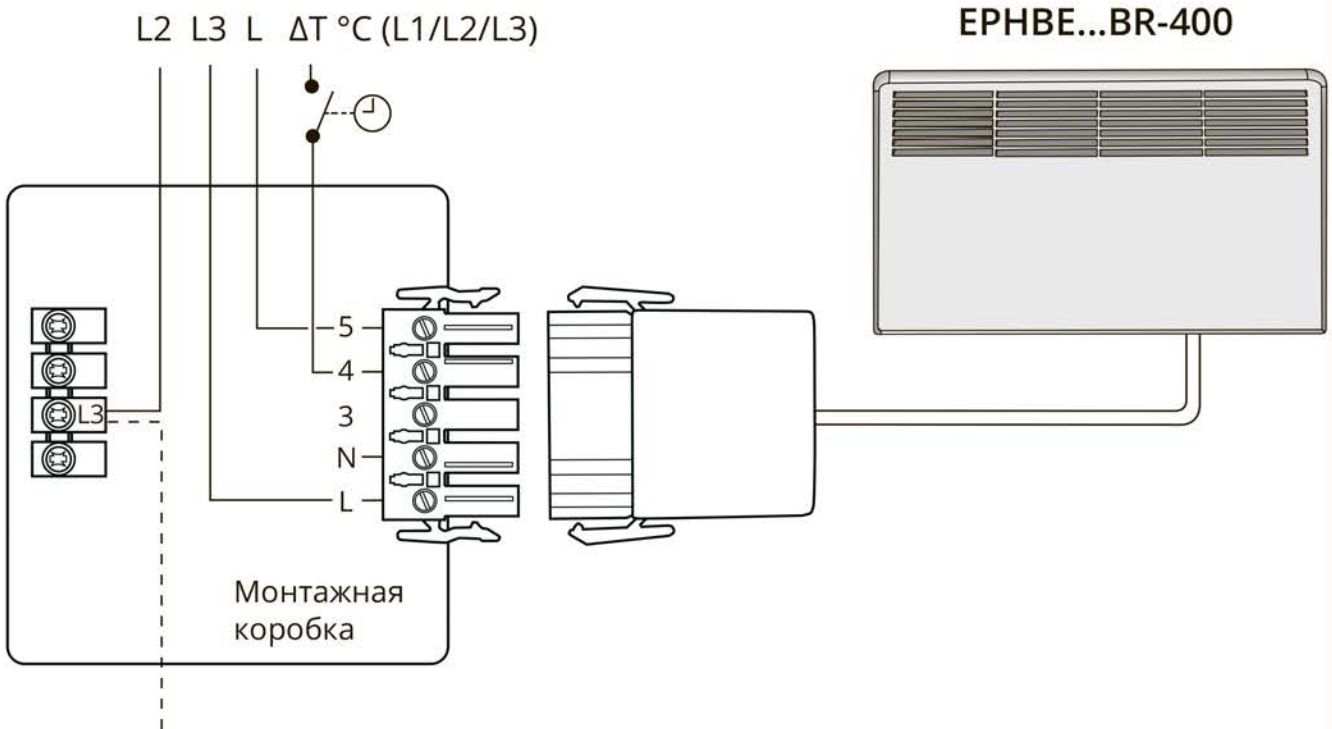 L2 L3 L ΔT °C (L1/L2/L3)
EPHBE...BR-400
5
4
L3
3
N
L
Монтажная
коробка